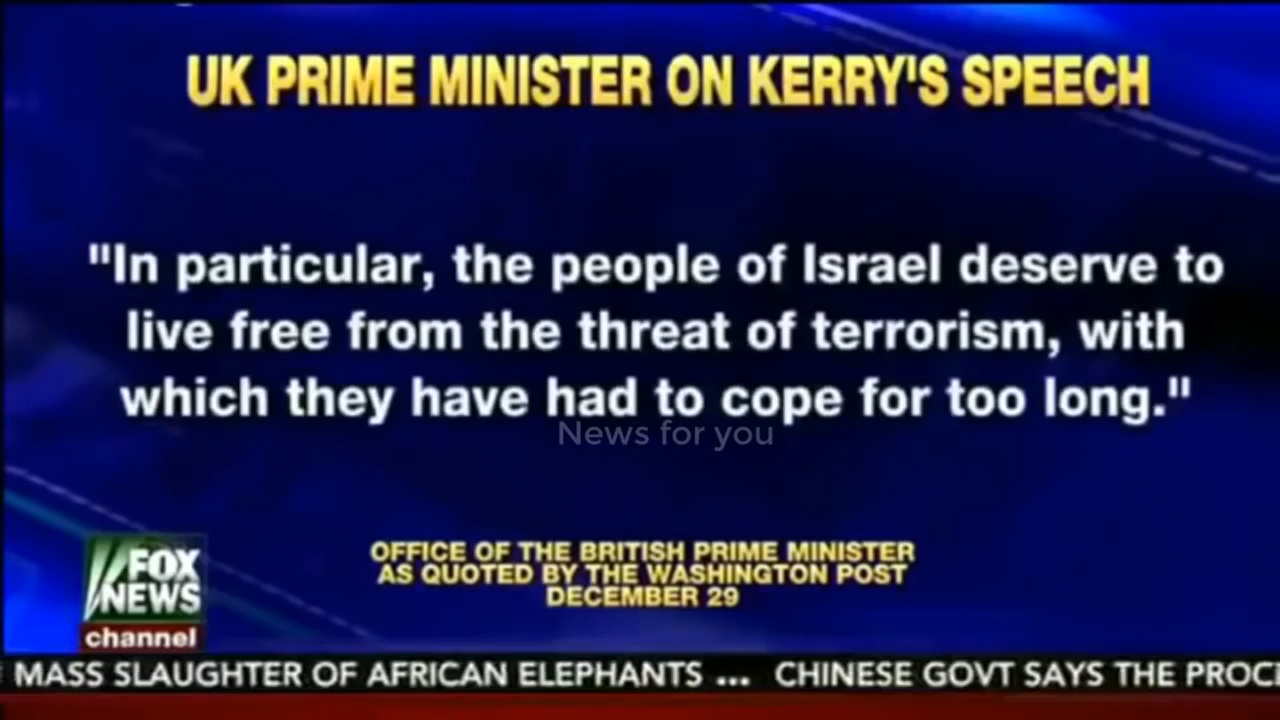 UK PRIME MINISTER ON KERRY'S SPEECH
"In particular, the people of Israel deserve to
live free from the threat of terrorism, with
which they have had to cope for too long."
News for you
OFFICE OF THE BRITISH PRIME MINISTER
AS QUOTED BY THE WASHINGTON POST
DECEMBER 29
FOX
NEWS
channel
MASS SLAUGHTER OF AFRICAN ELEPHANTS ... CHINESE GOVT SAYS THE PROC